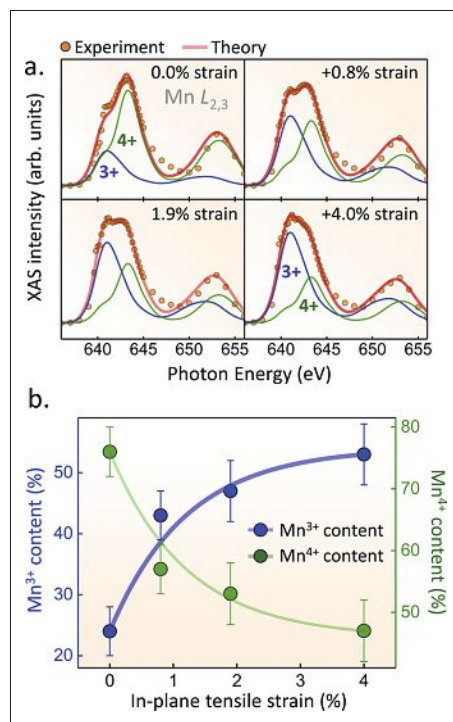 Experiment Theory
a.
0.0% strain
+0.8% strain
Mn L2,3
4+
3+
1.9% strain
+4.0% strain
3+
4+
XAS intensity (arb. units)
640 645 650 655 640 645 650 655
Photon Energy (eV)
b.
50
40
30
20
Mn3+ content (%)
80
70
60
50
Mn4+ content (%)
Mn3+ content
Mn4+ content
0 1 2 3 4
In-plane tensile strain (%)